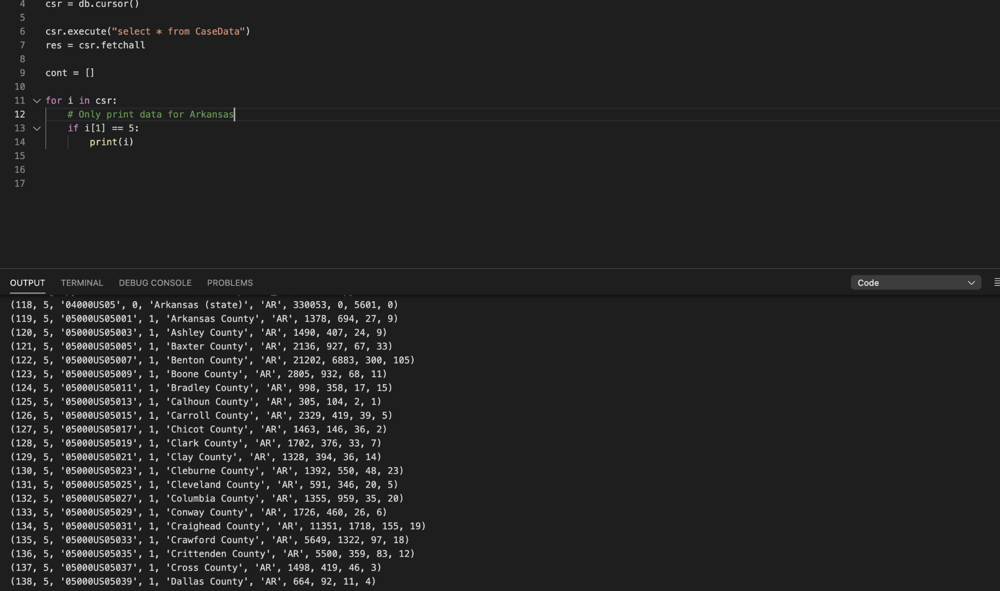 4 csr = db.cursor()
5
6 csr.execute("select * from CaseData")
7 res = csr.fetchall
8
9 cont = []
10
11 for i in csr:
12 # Only print data for Arkansas
13 if i[1] == 5:
14 print(i)
15
16
17
OUTPUT TERMINAL DEBUG CONSOLE PROBLEMS Code
(118, 5, '04000US05', 0, 'Arkansas (state)', 'AR', 330053, 0, 5601, 0)
(119, 5, '05000US05001', 1, 'Arkansas County', 'AR', 1378, 694, 27, 9)
(120, 5, '05000US05003', 1, 'Ashley County', 'AR', 1490, 407, 24, 9)
(121, 5, '05000US05005', 1, 'Baxter County', 'AR', 2136, 927, 67, 33)
(122, 5, '05000US05007', 1, 'Benton County', 'AR', 21202, 6883, 300, 105)
(123, 5, '05000US05009', 1, 'Boone County', 'AR', 2805, 932, 68, 11)
(124, 5, '05000US05011', 1, 'Bradley County', 'AR', 998, 358, 17, 15)
(125, 5, '05000US05013', 1, 'Calhoun County', 'AR', 305, 104, 2, 1)
(126, 5, '05000US05015', 1, 'Carroll County', 'AR', 2329, 419, 39, 5)
(127, 5, '05000US05017', 1, 'Chicot County', 'AR', 1463, 146, 36, 2)
(128, 5, '05000US05019', 1, 'Clark County', 'AR', 1702, 376, 33, 7)
(129, 5, '05000US05021', 1, 'Clay County', 'AR', 1328, 394, 36, 14)
(130, 5, '05000US05023', 1, 'Cleburne County', 'AR', 1392, 550, 48, 23)
(131, 5, '05000US05025', 1, 'Cleveland County', 'AR', 591, 346, 20, 5)
(132, 5, '05000US05027', 1, 'Columbia County', 'AR', 1355, 959, 35, 20)
(133, 5, '05000US05029', 1, 'Conway County', 'AR', 1726, 460, 26, 6)
(134, 5, '05000US05031', 1, 'Craighead County', 'AR', 11351, 1718, 155, 19)
(135, 5, '05000US05033', 1, 'Crawford County', 'AR', 5649, 1322, 97, 18)
(136, 5, '05000US05035', 1, 'Crittenden County', 'AR', 5500, 359, 83, 12)
(137, 5, '05000US05037', 1, 'Cross County', 'AR', 1498, 419, 46, 3)
(138, 5, '05000US05039', 1, 'Dallas County', 'AR', 664, 92, 11, 4)